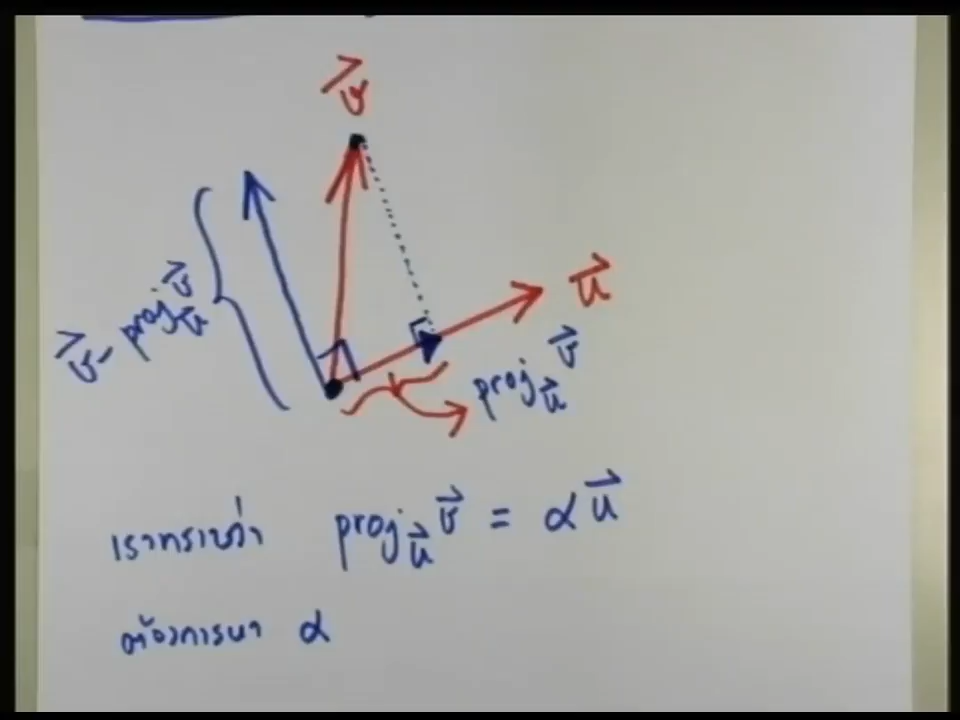 v⃗
u⃗
v⃗ - proj_u⃗ v⃗
proj_u⃗ v⃗
เราทราบว่า proj_u⃗ v⃗ = α u⃗
ต้องการหา α